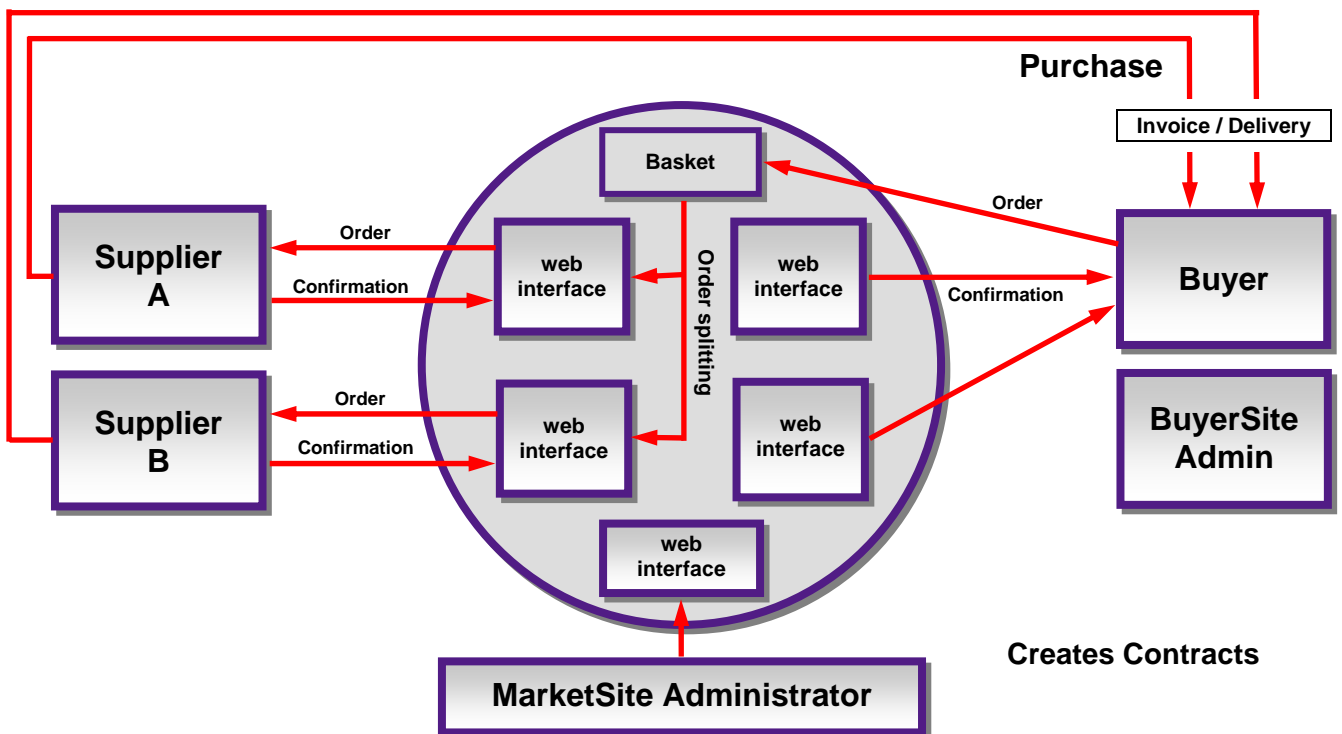 Purchase
Invoice / Delivery
Basket
Order
Supplier
A
Order
Confirmation
web
interface
Order splitting
web
interface
Confirmation
Buyer
Supplier
B
Order
Confirmation
web
interface
web
interface
BuyerSite
Admin
web
interface
Creates Contracts
MarketSite Administrator